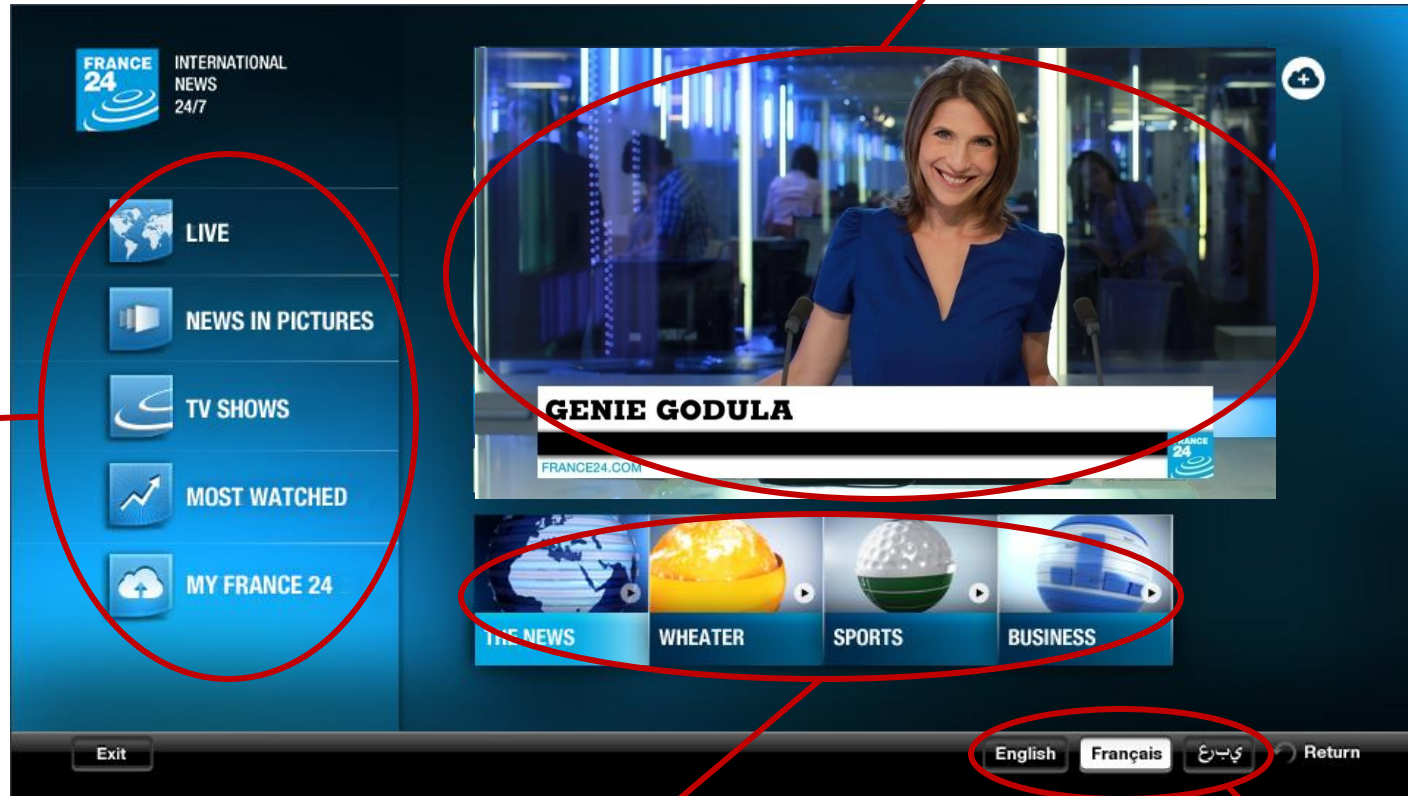 FRANCE
24
INTERNATIONAL
NEWS
24/7
LIVE
NEWS IN PICTURES
TV SHOWS
MOST WATCHED
MY FRANCE 24
GENIE GODULA
FRANCE24.COM
FRANCE
24
THE NEWS
WHEATER
SPORTS
BUSINESS
Exit
English
Français
يبرع
Return